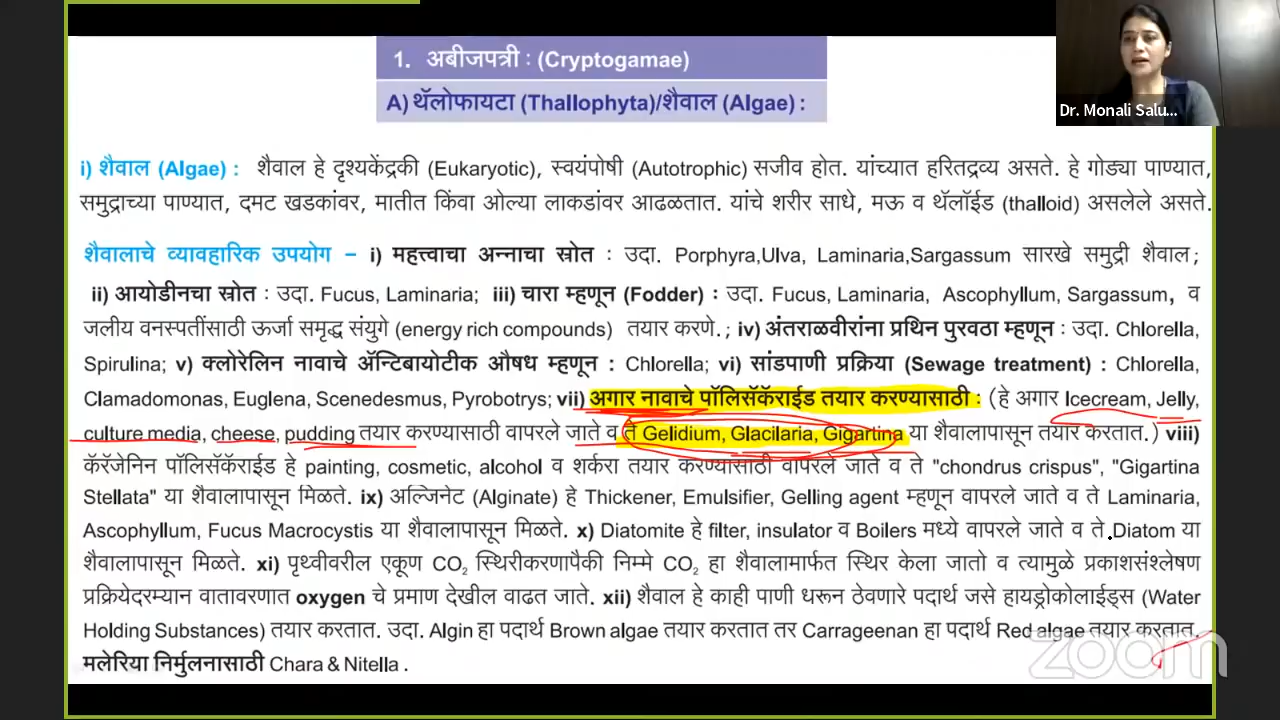 1. अबीजपत्री : (Cryptogamae)
A) थॅलोफायटा (Thallophyta)/शैवाल (Algae) :
Dr. Monali Salu...
i) शैवाल (Algae) : शैवाल हे दृश्यकेंद्रकी (Eukaryotic), स्वयंपोषी (Autotrophic) सजीव होत. यांच्यात हरितद्रव्य असते. हे गोड्या पाण्यात,
समुद्राच्या पाण्यात, दमट खडकांवर, मातीत किंवा ओल्या लाकडांवर आढळतात. यांचे शरीर साधे, मऊ व थॅलॉईड (thalloid) असलेले असते.
शैवालाचे व्यावहारिक उपयोग – i) महत्त्वाचा अन्नाचा स्रोत : उदा. Porphyra,Ulva, Laminaria,Sargassum सारखे समुद्री शैवाल ;
ii) आयोडीनचा स्रोत : उदा. Fucus, Laminaria; iii) चारा म्हणून (Fodder) : उदा. Fucus, Laminaria, Ascophyllum, Sargassum, व
जलीय वनस्पतींसाठी ऊर्जा समृद्ध संयुगे (energy rich compounds) तयार करणे. ; iv) अंतराळवीरांना प्रथिन पुरवठा म्हणून : उदा. Chlorella,
Spirulina; v) क्लोरेलिन नावाचे ॲन्टिबायोटीक औषध म्हणून : Chlorella; vi) सांडपाणी प्रक्रिया (Sewage treatment) : Chlorella,
Clamadomonas, Euglena, Scenedesmus, Pyrobotrys; vii) अगार नावाचे पॉलिसॅकॅराईड तयार करण्यासाठी : (हे अगार Icecream, Jelly,
culture media, cheese, pudding तयार करण्यासाठी वापरले जाते व ते Gelidium, Glacilaria, Gigartina या शैवालापासून तयार करतात.) viii)
कॅरॅजेनिन पॉलिसॅकॅराईड हे painting, cosmetic, alcohol व शर्करा तयार करण्यासाठी वापरले जाते व ते "chondrus crispus", "Gigartina
Stellata" या शैवालापासून मिळते. ix) अल्जिनेट (Alginate) हे Thickener, Emulsifier, Gelling agent म्हणून वापरले जाते व ते Laminaria,
Ascophyllum, Fucus Macrocystis या शैवालापासून मिळते. x) Diatomite हे filter, insulator व Boilers मध्ये वापरले जाते व ते Diatom या
शैवालापासून मिळते. xi) पृथ्वीवरील एकूण CO₂ स्थिरीकरणापैकी निम्मे CO₂ हा शैवालामार्फत स्थिर केला जातो व त्यामुळे प्रकाशसंश्लेषण
प्रक्रियेदरम्यान वातावरणात oxygen चे प्रमाण देखील वाढत जाते. xii) शैवाल हे काही पाणी धरून ठेवणारे पदार्थ जसे हायड्रोकोलाईड्स (Water
Holding Substances) तयार करतात. उदा. Algin हा पदार्थ Brown algae तयार करतात तर Carrageenan हा पदार्थ Red algae तयार करतात.
मलेरिया निर्मुलनासाठी Chara & Nitella .
zoom